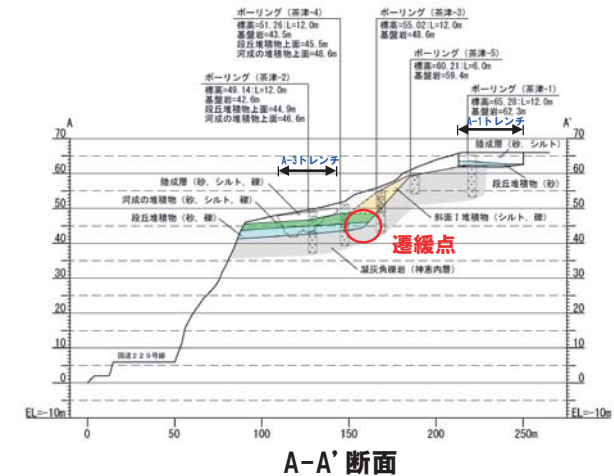 ボーリング（茶津-4）
標高=51.26:L=12.0m
基盤岩=43.5m
段丘堆積物上面=45.5m
河成の堆積物上面=48.6m
ボーリング（茶津-3）
標高=55.02:L=12.0m
基盤岩=48.6m
ボーリング（茶津-5）
標高=60.21:L=6.0m
基盤岩=59.4m
ボーリング（茶津-2）
標高=49.14:L=12.0m
基盤岩=42.6m
段丘堆積物上面=44.9m
河成堆積物上面=46.6m
ボーリング（茶津-1）
標高=65.28:L=12.0m
基盤岩=62.3m
A
A'
A-1トレンチ
70
70
陸成層（砂，シルト）
A-3トレンチ
60
60
陸成層（砂，シルト，礫）
段丘堆積物（砂）
河成の堆積物（砂，シルト，礫）
50
50
段丘堆積物（砂，礫）
斜面Ⅰ堆積物（シルト，礫）
40
遷緩点
40
凝灰角礫岩（神恵内層）
30
30
20
20
10
10
国道229号線
0
0
EL=-10m
EL=-10m
0
50
100
150
200
250m
A-A'断面